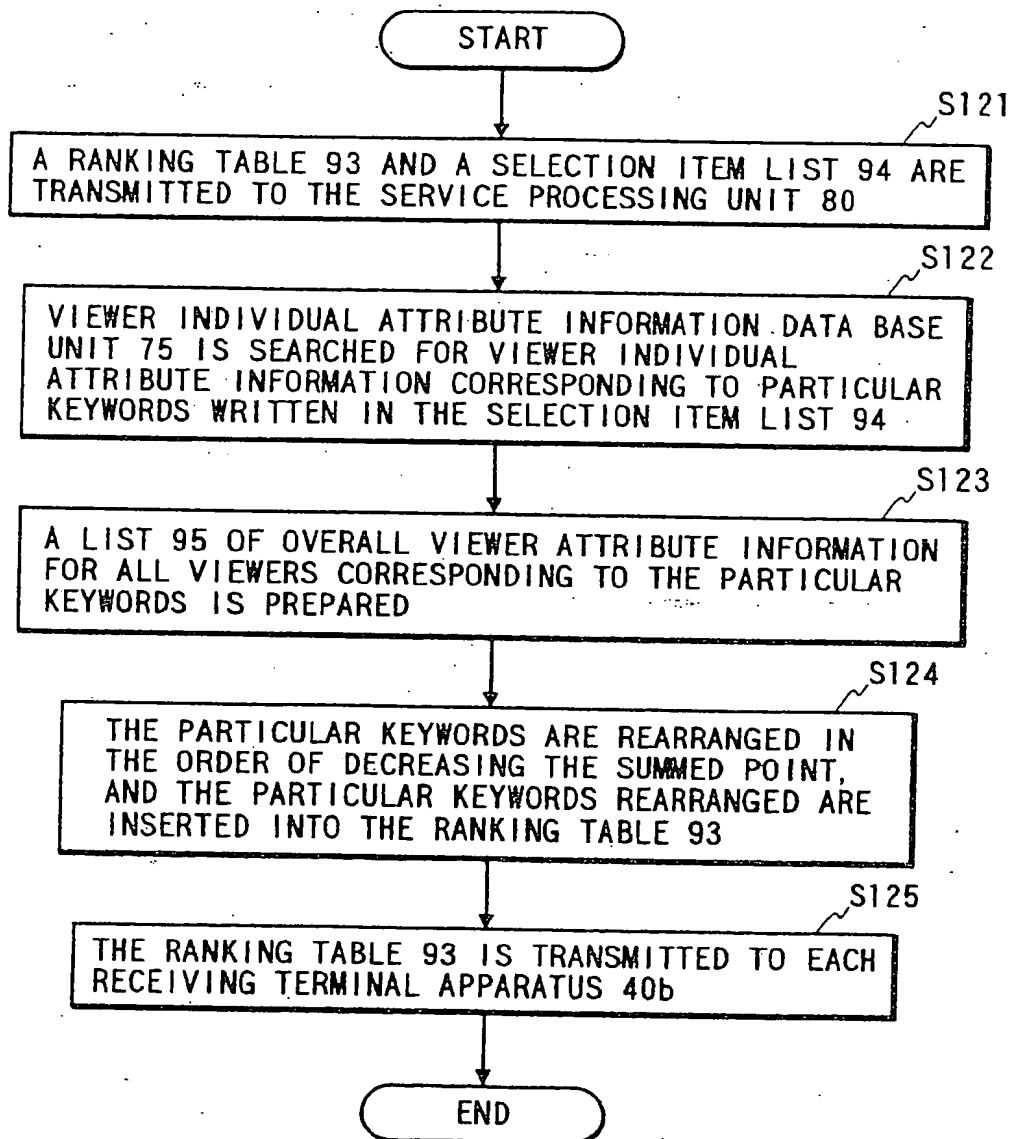 START
S121
A RANKING TABLE 93 AND A SELECTION ITEM LIST 94 ARE
TRANSMITTED TO THE SERVICE PROCESSING UNIT 80
S122
VIEWER INDIVIDUAL ATTRIBUTE INFORMATION DATA BASE
UNIT 75 IS SEARCHED FOR VIEWER INDIVIDUAL
ATTRIBUTE INFORMATION CORRESPONDING TO PARTICULAR
KEYWORDS WRITTEN IN THE SELECTION ITEM LIST 94
S123
A LIST 95 OF OVERALL VIEWER ATTRIBUTE INFORMATION
FOR ALL VIEWERS CORRESPONDING TO THE PARTICULAR
KEYWORDS IS PREPARED
S124
THE PARTICULAR KEYWORDS ARE REARRANGED IN
THE ORDER OF DECREASING THE SUMMED POINT,
AND THE PARTICULAR KEYWORDS REARRANGED ARE
INSERTED INTO THE RANKING TABLE 93
S125
THE RANKING TABLE 93 IS TRANSMITTED TO EACH
RECEIVING TERMINAL APPARATUS 40b
END